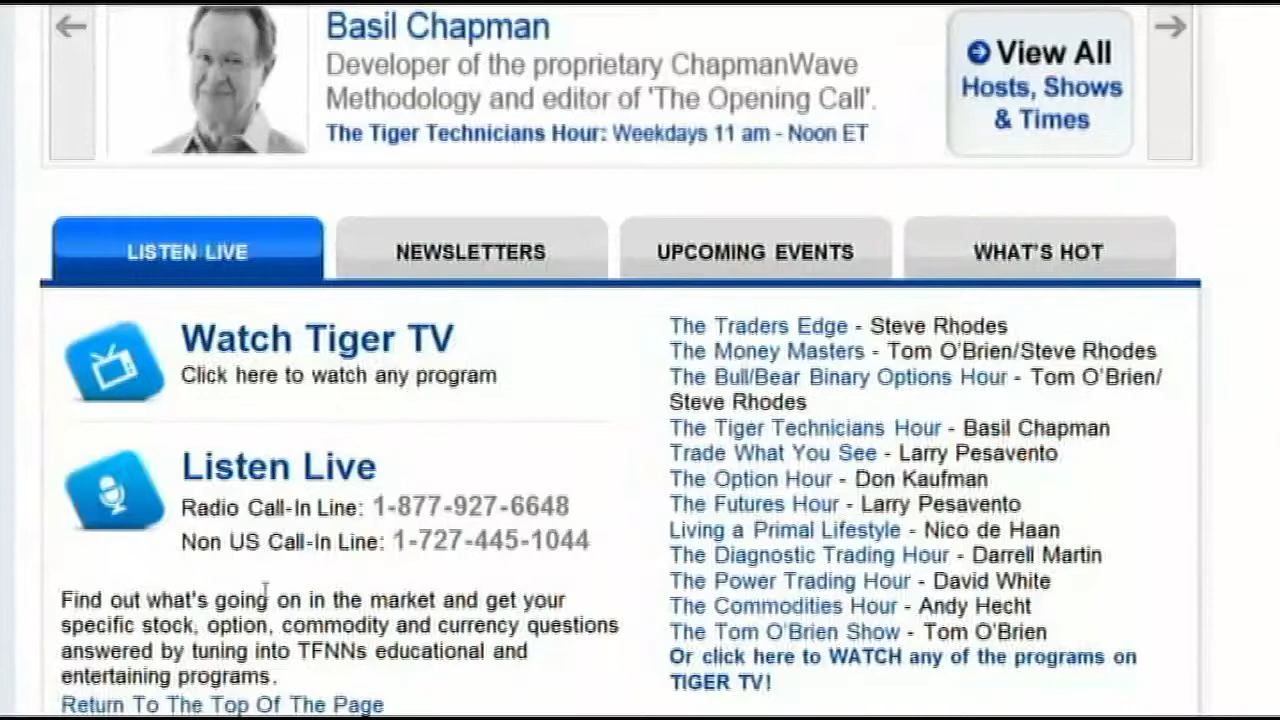 Basil Chapman
Developer of the proprietary ChapmanWave
Methodology and editor of 'The Opening Call'.
The Tiger Technicians Hour: Weekdays 11 am - Noon ET
View All
Hosts, Shows
& Times
LISTEN LIVE
NEWSLETTERS
UPCOMING EVENTS
WHAT'S HOT
Watch Tiger TV
Click here to watch any program
Listen Live
Radio Call-In Line: 1-877-927-6648
Non US Call-In Line: 1-727-445-1044
Find out what's going on in the market and get your
specific stock, option, commodity and currency questions
answered by tuning into TFNNs educational and
entertaining programs.
Return To The Top Of The Page
The Traders Edge - Steve Rhodes
The Money Masters - Tom O'Brien/Steve Rhodes
The Bull/Bear Binary Options Hour - Tom O'Brien/
Steve Rhodes
The Tiger Technicians Hour - Basil Chapman
Trade What You See - Larry Pesavento
The Option Hour - Don Kaufman
The Futures Hour - Larry Pesavento
Living a Primal Lifestyle - Nico de Haan
The Diagnostic Trading Hour - Darrell Martin
The Power Trading Hour - David White
The Commodities Hour - Andy Hecht
The Tom O'Brien Show - Tom O'Brien
Or click here to WATCH any of the programs on
TIGER TV!